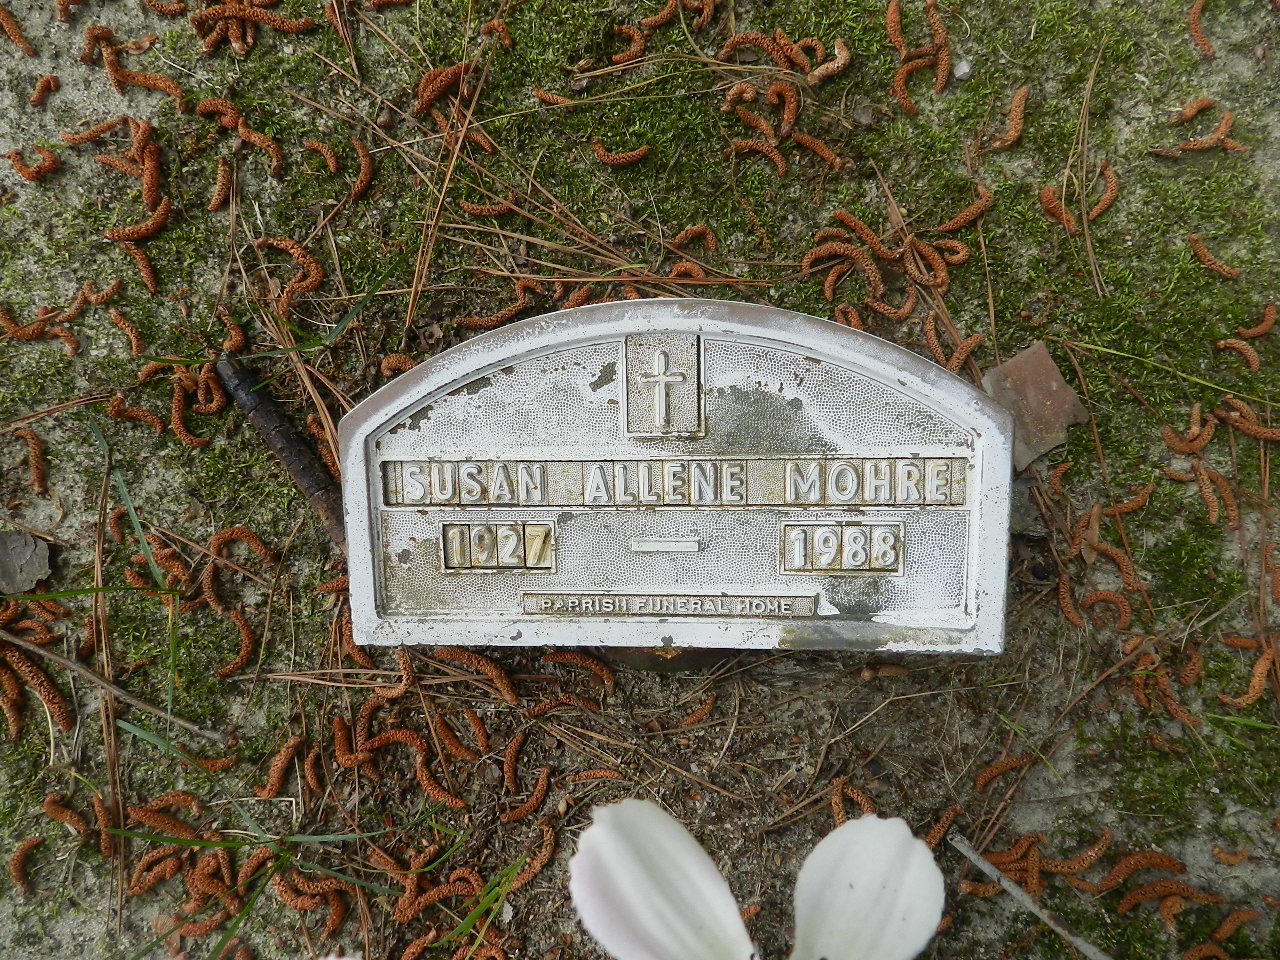 SUSAN ALLENE MOHRE
1927 — 1988
PARRISH FUNERAL HOME